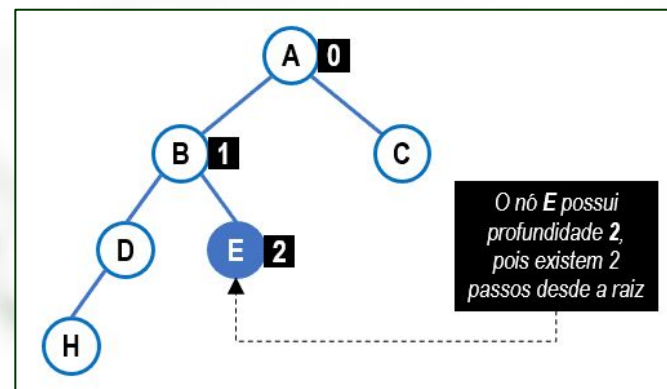 A 0
B 1
C
D
E 2
H
O nó E possui
profundidade 2,
pois existem 2
passos desde a raiz